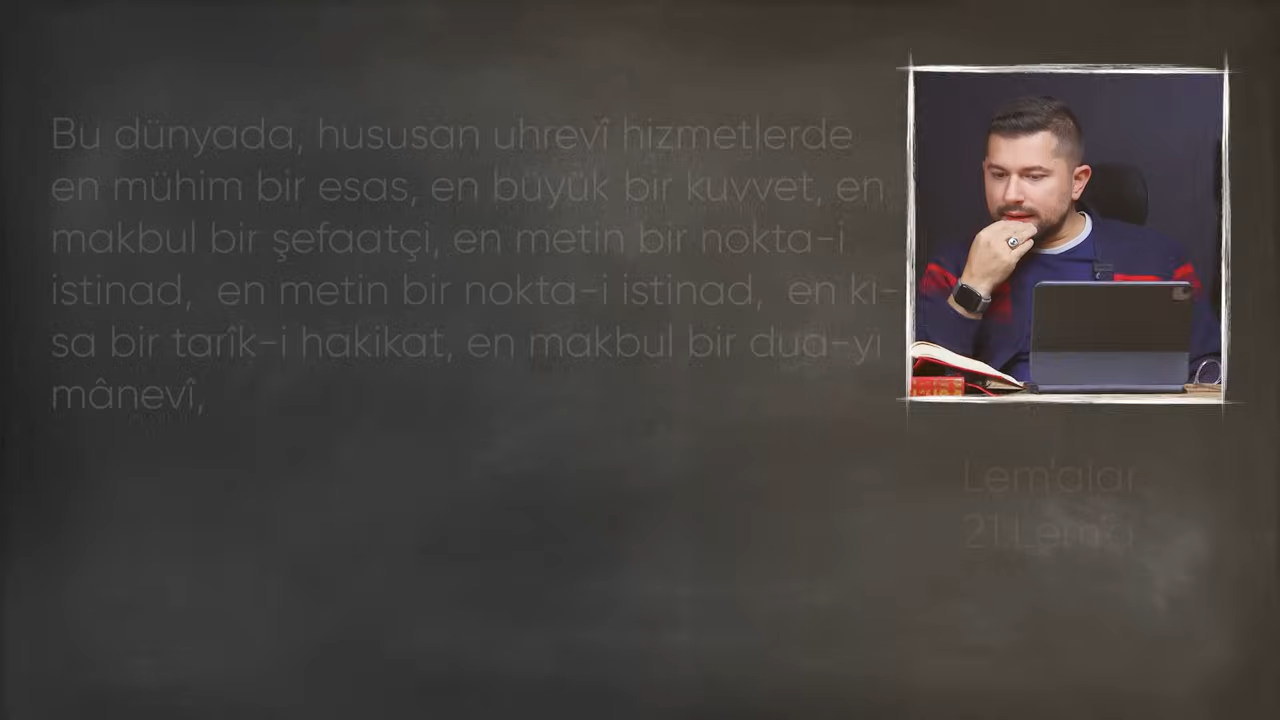 Bu dünyada, hususan uhrevî hizmetlerde
en mühim bir esas, en büyük bir kuvvet, en
makbul bir şefaatçi, en metin bir nokta-i
istinad, en metin bir nokta-i istinad, en kı-
sa bir tarîk-i hakikat, en makbul bir dua-yı
mânevî,
Lem'alar
21.Lem'a